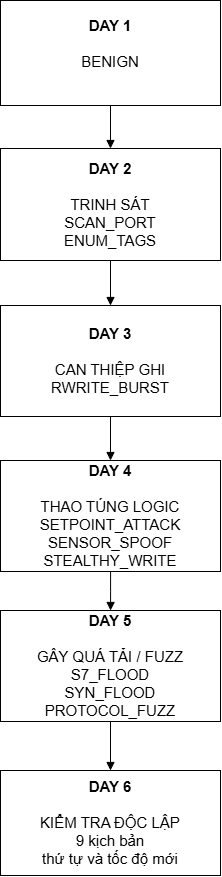 DAY 1
BENIGN
DAY 2
TRINH SÁT
SCAN_PORT
ENUM_TAGS
DAY 3
CAN THIỆP GHI
RWRITE_BURST
DAY 4
THAO TÚNG LOGIC
SETPOINT_ATTACK
SENSOR_SPOOF
STEALTHY_WRITE
DAY 5
GÂY QUÁ TẢI / FUZZ
S7_FLOOD
SYN_FLOOD
PROTOCOL_FUZZ
DAY 6
KIỂM TRA ĐỘC LẬP
9 kịch bản
thứ tự và tốc độ mới